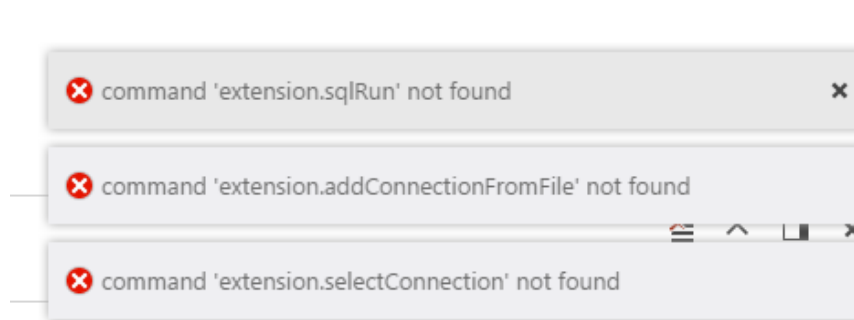 command 'extension.sqlRun' not found
command 'extension.addConnectionFromFile' not found
command 'extension.selectConnection' not found